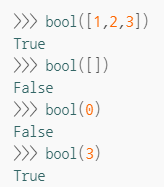 >>> bool([1,2,3])
True
>>> bool([])
False
>>> bool(0)
False
>>> bool(3)
True